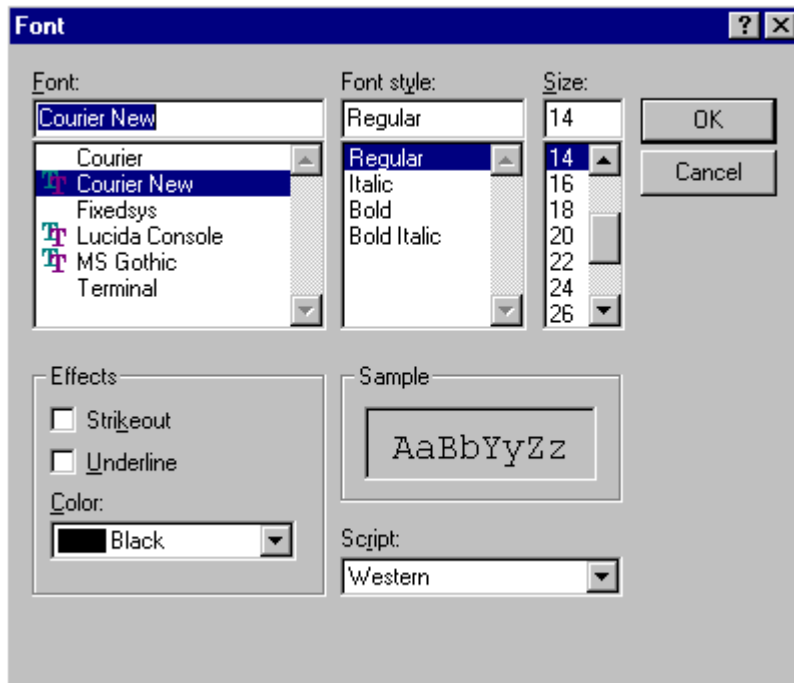 Font
Font:
Courier New
Courier
Courier New
Fixedsys
Lucida Console
MS Gothic
Terminal
Font style:
Regular
Regular
Italic
Bold
Bold Italic
Size:
14
14
16
18
20
22
24
26
OK
Cancel
Effects
Strikeout
Underline
Color:
Black
Sample
AaBbYyZz
Script:
Western